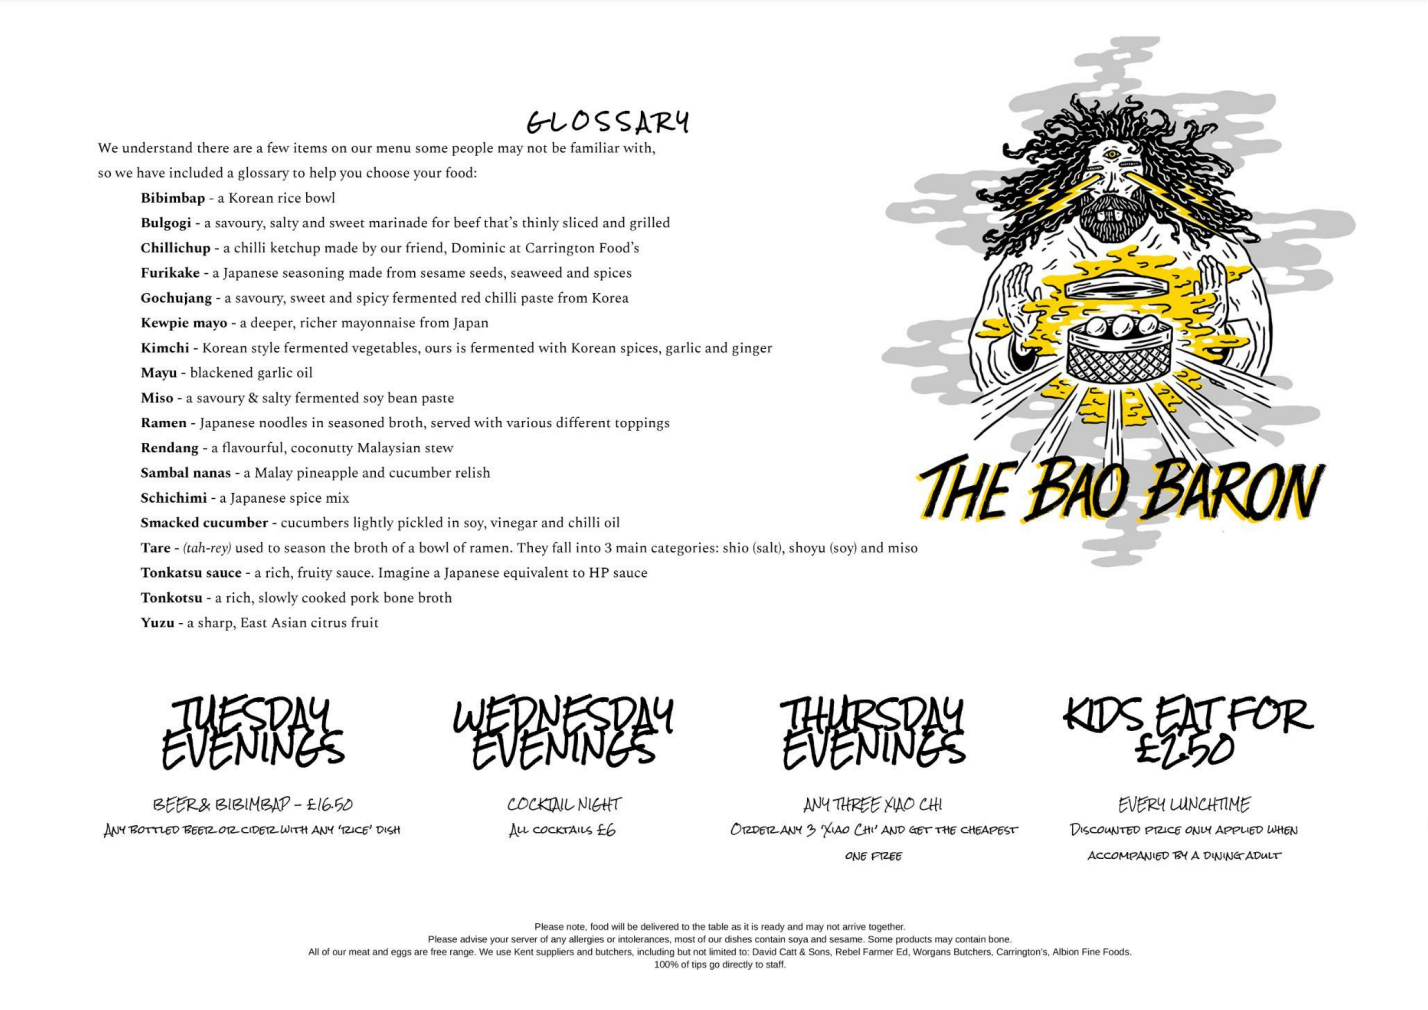 GLOSSARY
We understand there are a few items on our menu some people may not be familiar with,
so we have included a glossary to help you choose your food:
Bibimbap - a Korean rice bowl
Bulgogi - a savoury, salty and sweet marinade for beef that’s thinly sliced and grilled
Chillichup - a chilli ketchup made by our friend, Dominic at Carrington Food’s
Furikake - a Japanese seasoning made from sesame seeds, seaweed and spices
Gochujang - a savoury, sweet and spicy fermented red chilli paste from Korea
Kewpie mayo - a deeper, richer mayonnaise from Japan
Kimchi - Korean style fermented vegetables, ours is fermented with Korean spices, garlic and ginger
Mayu - blackened garlic oil
Miso - a savoury & salty fermented soy bean paste
Ramen - Japanese noodles in seasoned broth, served with various different toppings
Rendang - a flavourful, coconutty Malaysian stew
Sambal nanas - a Malay pineapple and cucumber relish
Schichimi - a Japanese spice mix
Smacked cucumber - cucumbers lightly pickled in soy, vinegar and chilli oil
Tare - (tah-rey) used to season the broth of a bowl of ramen. They fall into 3 main categories: shio (salt), shoyu (soy) and miso
Tonkatsu sauce - a rich, fruity sauce. Imagine a Japanese equivalent to HP sauce
Tonkotsu - a rich, slowly cooked pork bone broth
Yuzu - a sharp, East Asian citrus fruit
THE BAO BARON
TUESDAY
EVENINGS
BEER & BIBIMBAP – £16.50
ANY BOTTLED BEER OR CIDER WITH ANY ‘RICE’ DISH
WEDNESDAY
EVENINGS
COCKTAIL NIGHT
ALL COCKTAILS £6
THURSDAY
EVENINGS
ANY THREE XIAO CHI
ORDER ANY 3 ‘XIAO CHI’ AND GET THE CHEAPEST
ONE FREE
KIDS EAT FOR
£2.50
EVERY LUNCHTIME
DISCOUNTED PRICE ONLY APPLIED WHEN
ACCOMPANIED BY A DINING ADULT
Please note, food will be delivered to the table as it is ready and may not arrive together.
Please advise your server of any allergies or intolerances, most of our dishes contain soya and sesame. Some products may contain bone.
All of our meat and eggs are free range. We use Kent suppliers and butchers, including but not limited to: David Catt & Sons, Rebel Farmer Ed, Worgans Butchers, Carrington's, Albion Fine Foods.
100% of tips go directly to staff.